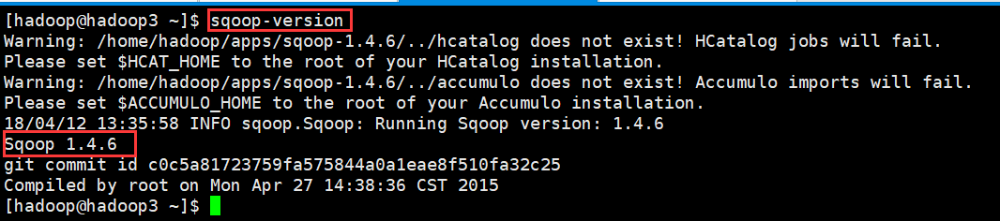 [hadoop@hadoop3 ~]$ sqoop-version
Warning: /home/hadoop/apps/sqoop-1.4.6/../hcatalog does not exist! HCatalog jobs will fail.
Please set $HCAT_HOME to the root of your HCatalog installation.
Warning: /home/hadoop/apps/sqoop-1.4.6/../accumulo does not exist! Accumulo imports will fail.
Please set $ACCUMULO_HOME to the root of your Accumulo installation.
18/04/12 13:35:58 INFO sqoop.Sqoop: Running Sqoop version: 1.4.6
Sqoop 1.4.6
git commit id c0c5a81723759fa575844a0a1eae8f510fa32c25
Compiled by root on Mon Apr 27 14:38:36 CST 2015
[hadoop@hadoop3 ~]$